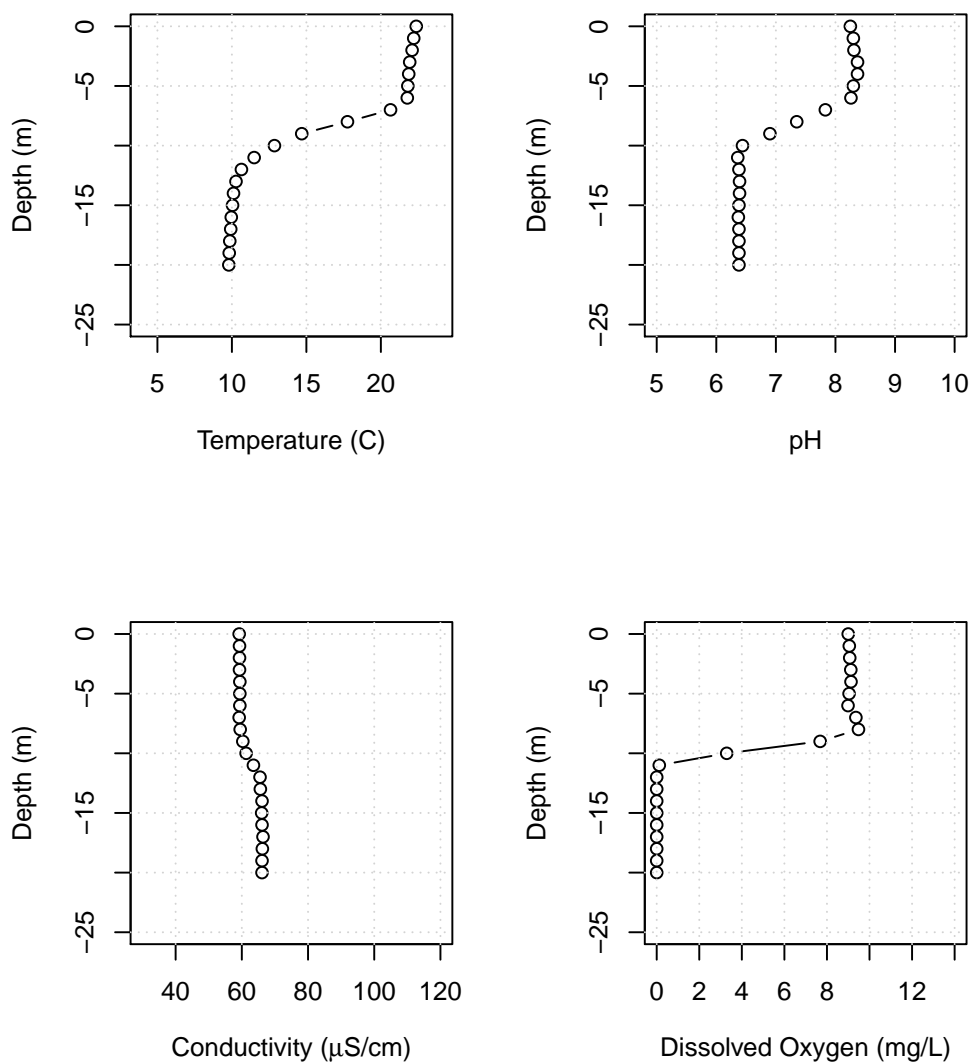 0
−5
−15
−25
Depth (m)
5 10 15 20
Temperature (C)
0
−5
−15
−25
Depth (m)
5 6 7 8 9 10
pH
0
−5
−15
−25
Depth (m)
40 60 80 100 120
Conductivity (μS/cm)
0
−5
−15
−25
Depth (m)
0 2 4 6 8 12
Dissolved Oxygen (mg/L)